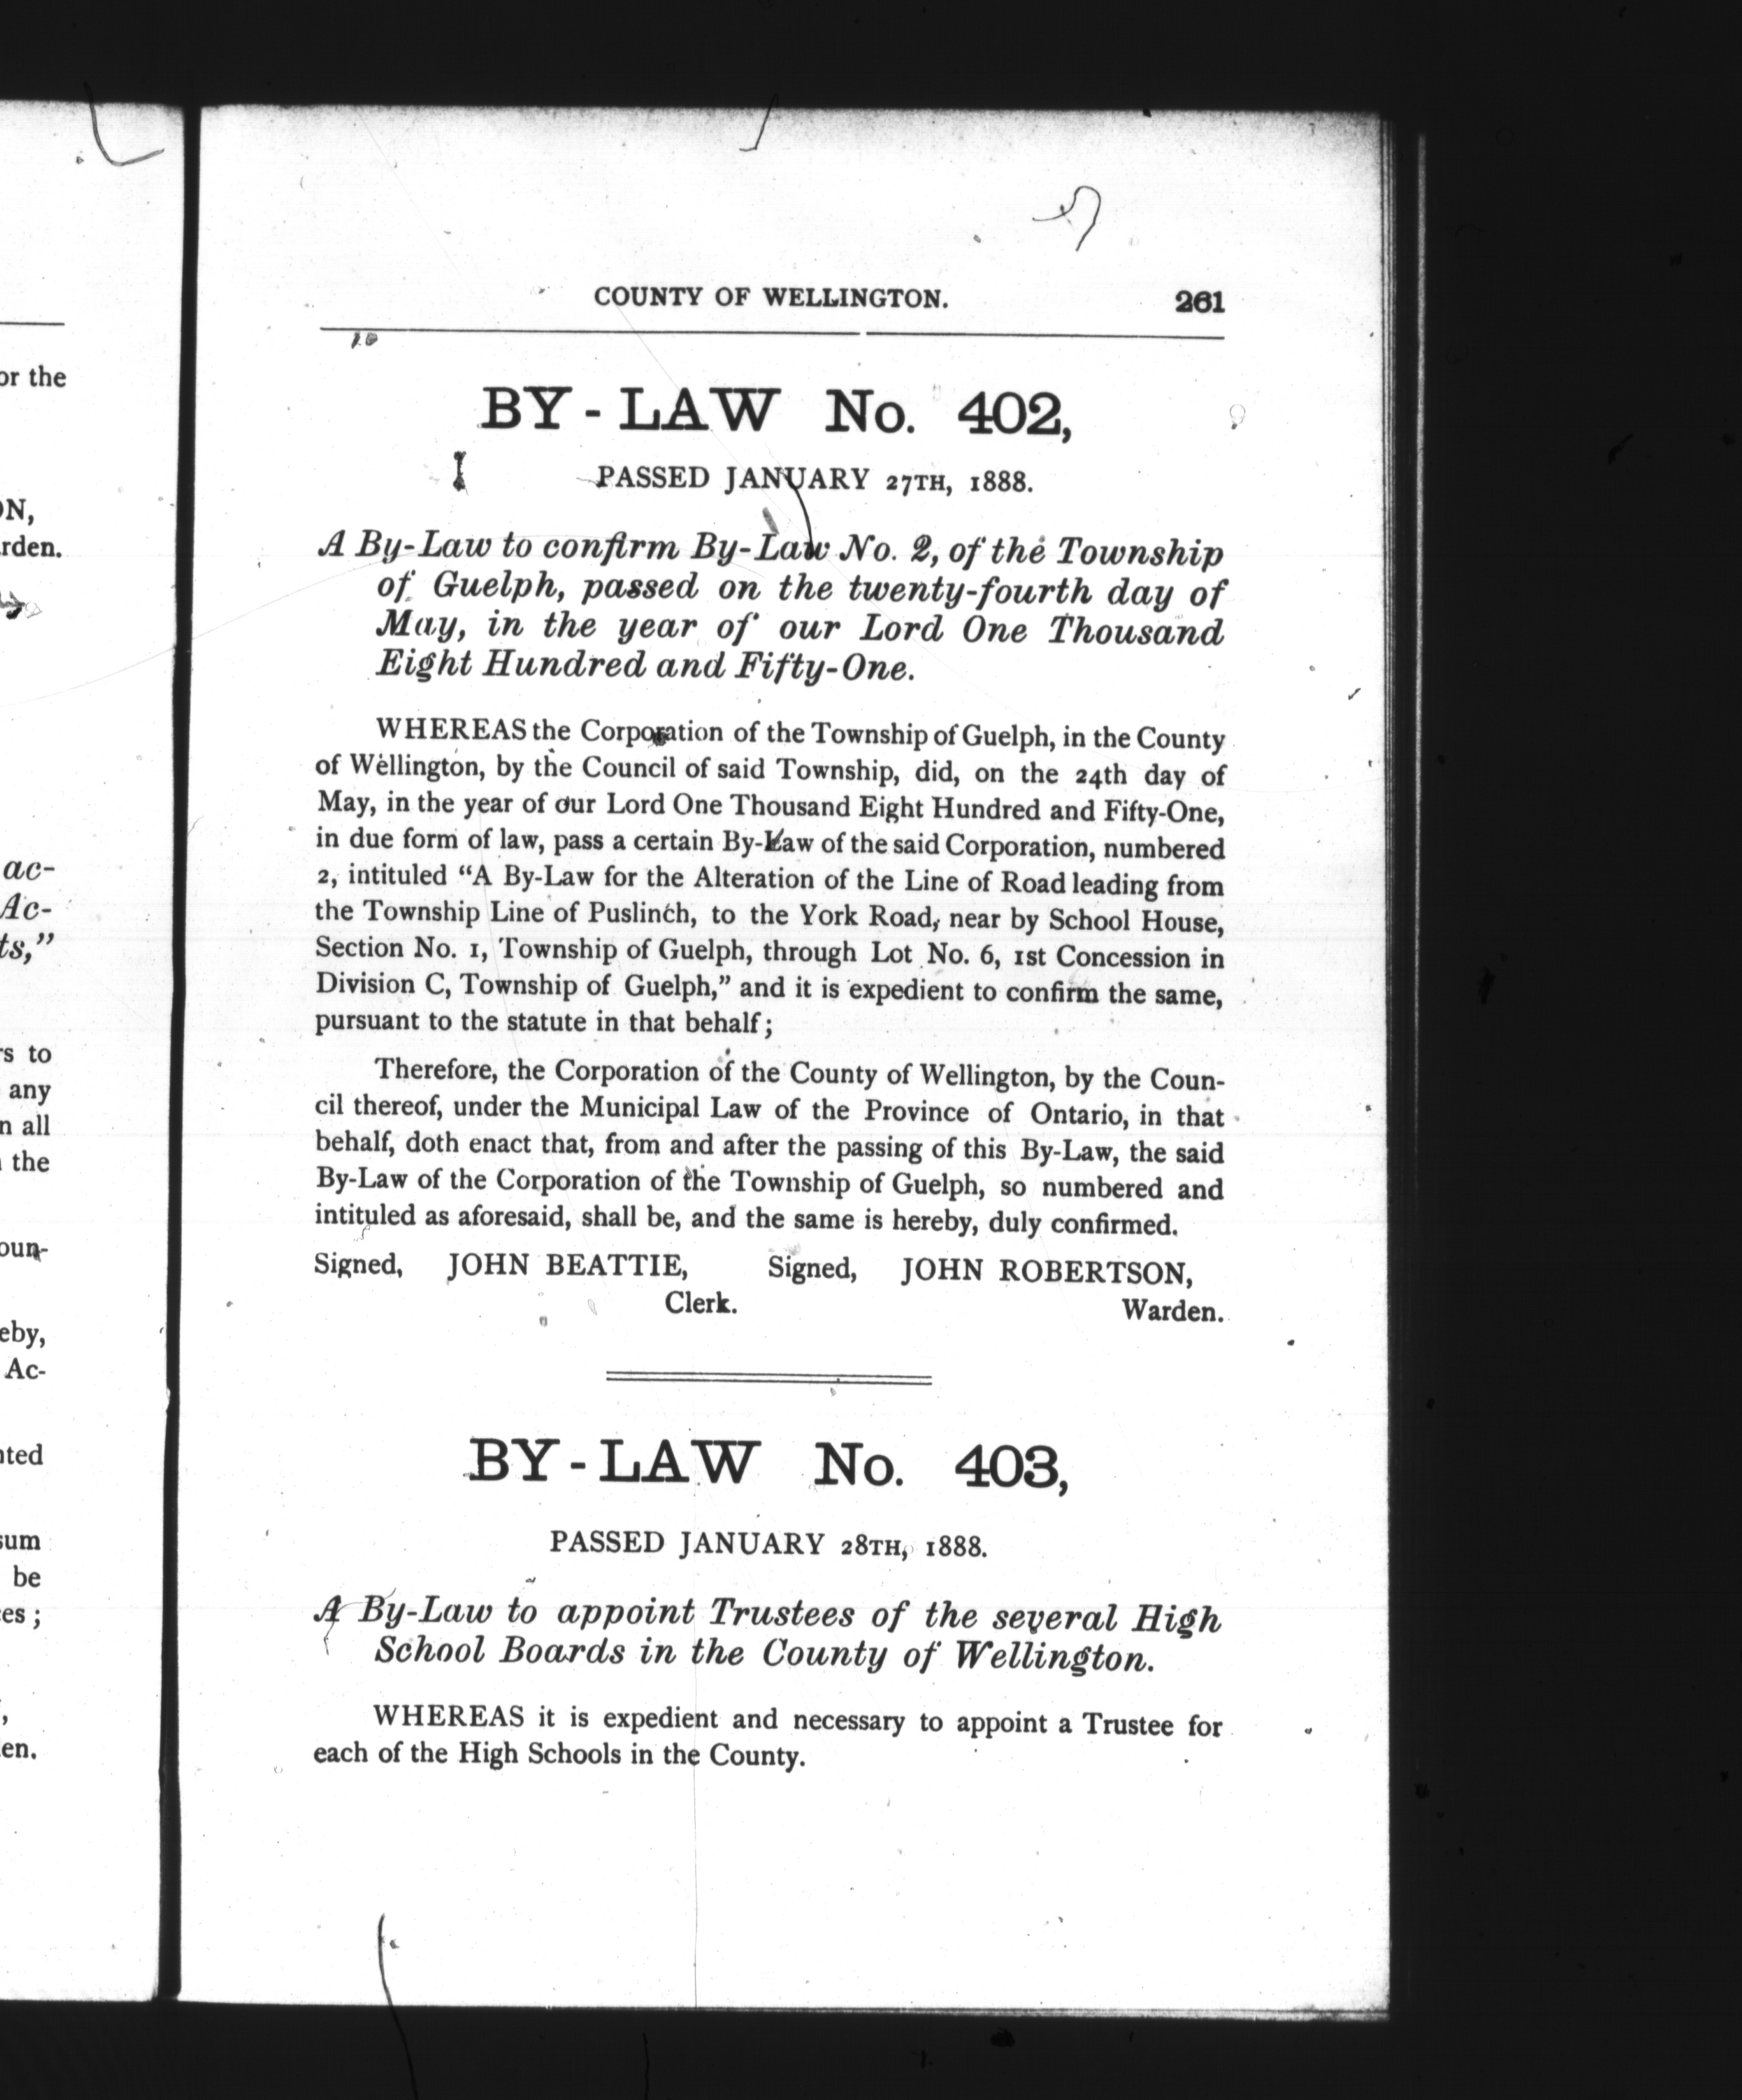 or the
rden.
ac-
Ac-
ts,”
s to
any
n all
the
oun-
eby,
Ac-
be
COUNTY OF WELLINGTON. 261
BY-LAW No. 402,
PASSED JANUARY 27TH, 1888.
A By-Law to confirm By-Law No. 2, of the Township
of Guelph, passed on the twenty-fourth day of
May, in the year of our Lord One Thousand
Eight Hundred and Fifty-One.
WHEREAS the Corporation of the Township of Guelph, in the County
of Wellington, by the Council of said Township, did, on the 24th day of
May, in the year of our Lord One Thousand Eight Hundred and Fifty-One,
in due form of law, pass a certain By-Law of the said Corporation, numbered
2, intituled “A By-Law for the Alteration of the Line of Road leading from
the Township Line of Puslinch, to the York Road, near by School House,
Section No. 1, Township of Guelph, through Lot No. 6, 1st Concession in
Division C, Township of Guelph,” and it is expedient to confirm the same,
pursuant to the statute in that behalf;
Therefore, the Corporation of the County of Wellington, by the Coun-
cil thereof, under the Municipal Law of the Province of Ontario, in that
behalf, doth enact that, from and after the passing of this By-Law, the said
By-Law of the Corporation of the Township of Guelph, so numbered and
intituled as aforesaid, shall be, and the same is hereby, duly confirmed.
Signed, JOHN BEATTIE, Signed, JOHN ROBERTSON,
Clerk. Warden.
BY-LAW No. 403,
PASSED JANUARY 28TH, 1888.
A By-Law to appoint Trustees of the several High
School Boards in the County of Wellington.
WHEREAS it is expedient and necessary to appoint a Trustee for
each of the High Schools in the County.